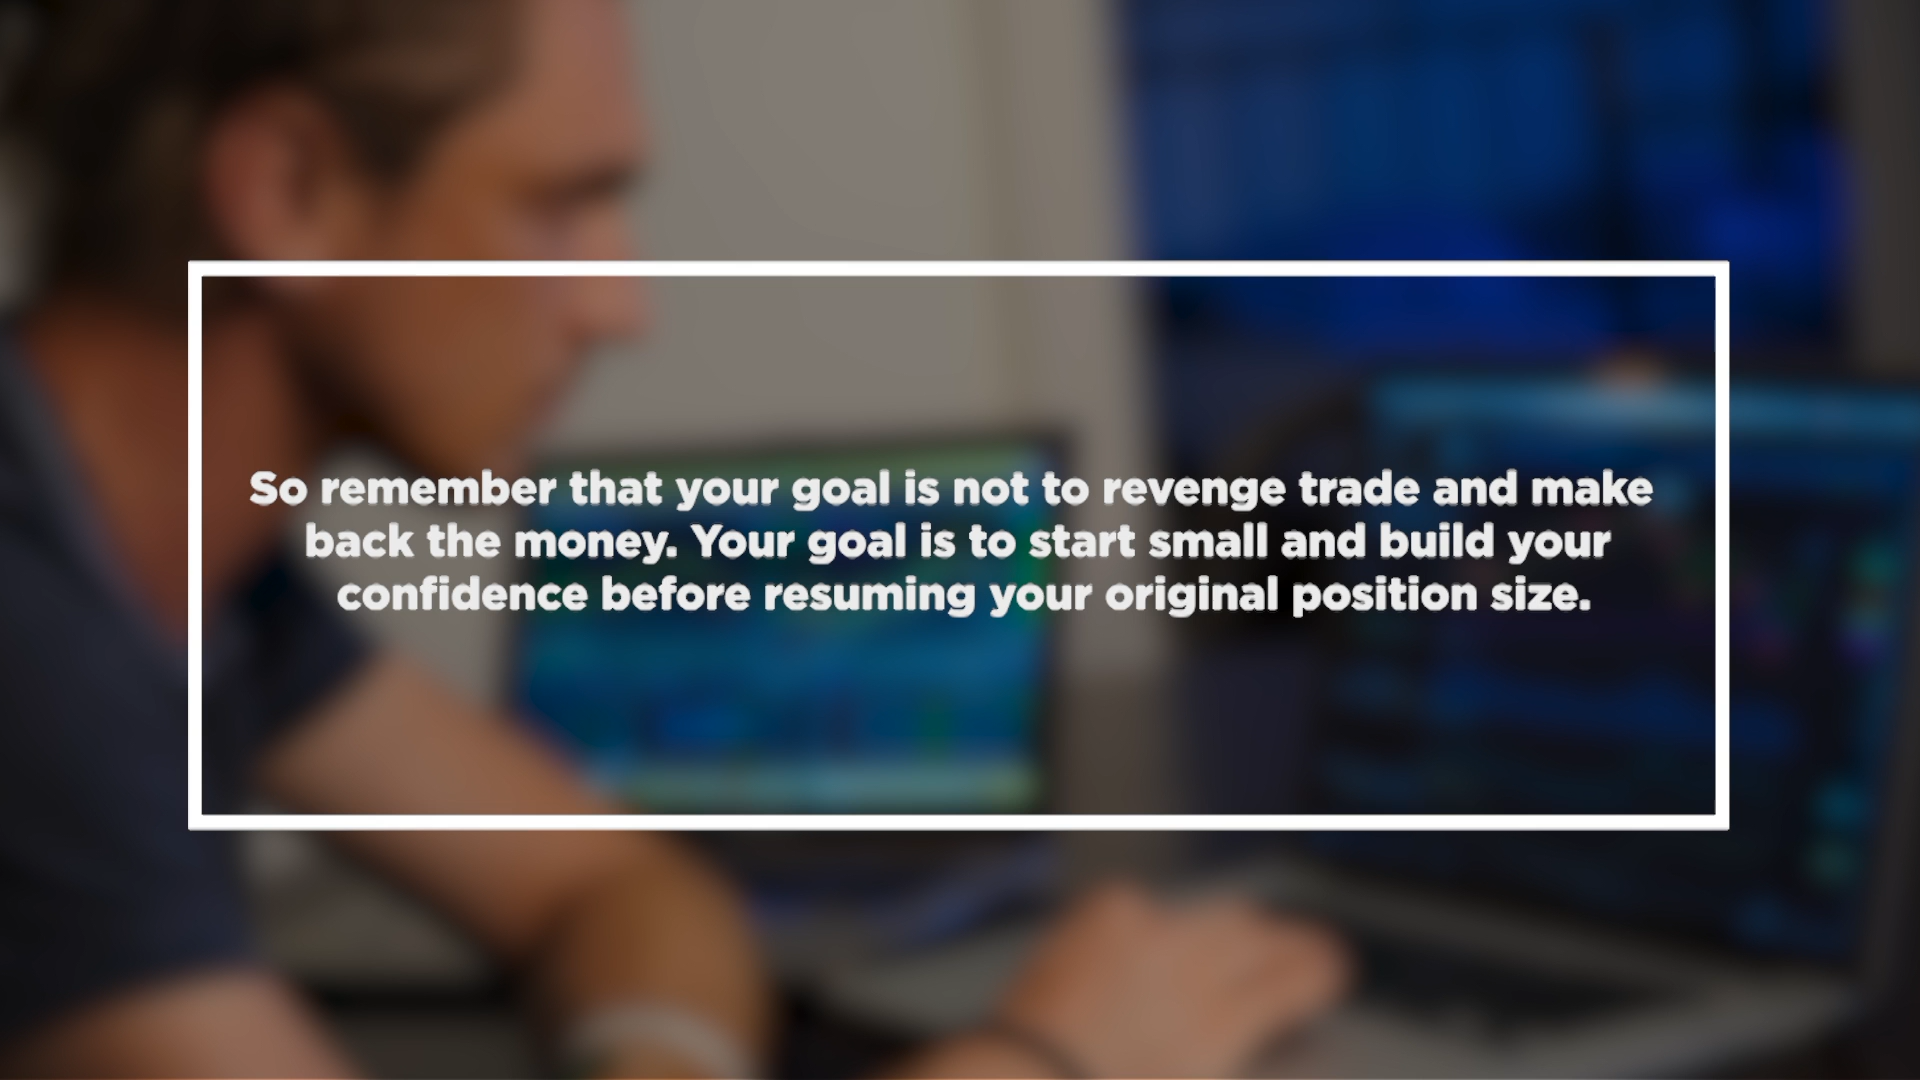 So remember that your goal is not to revenge trade and make
back the money. Your goal is to start small and build your
confidence before resuming your original position size.